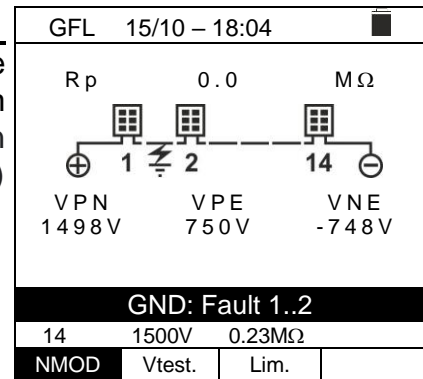 GFL 15/10 – 18:04
e
Rp 0.0 MΩ
n
n
)
1 2 14
VPN VPE VNE
1498V 750V -748V
GND: Fault 1..2
14 1500V 0.23MΩ
NMOD Vtest. Lim.